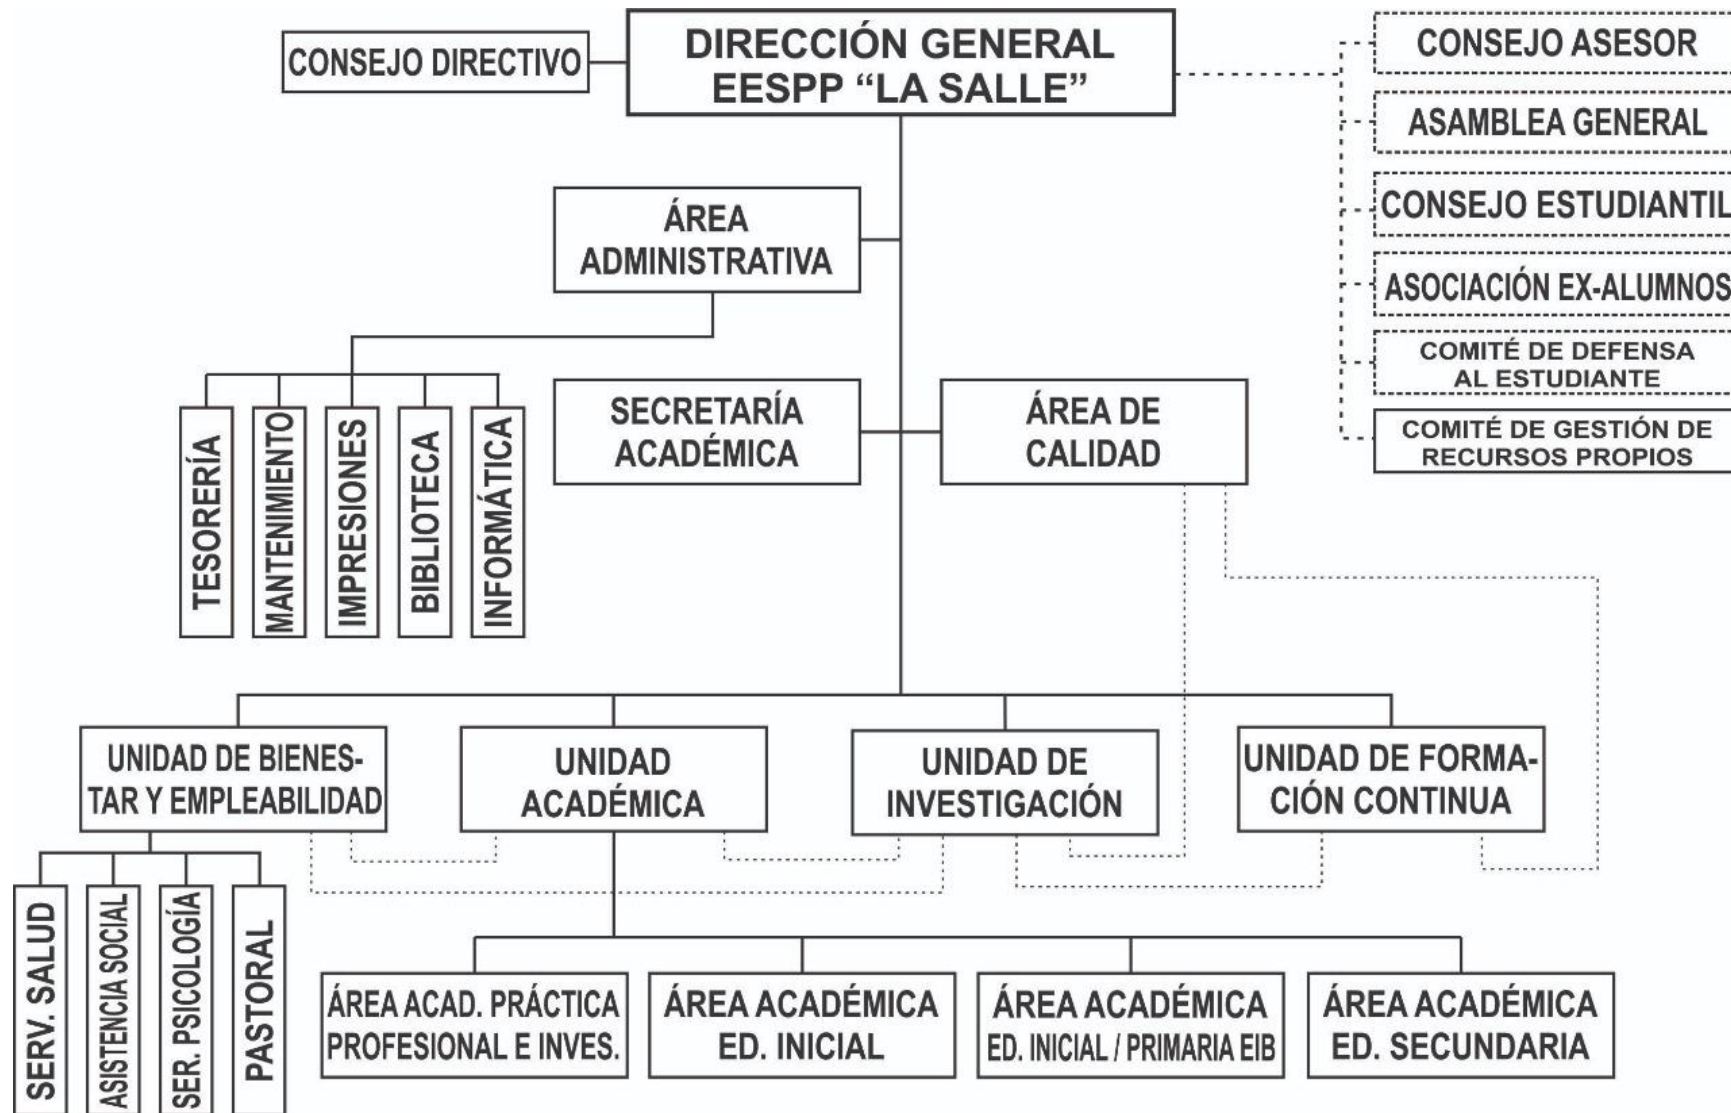 CONSEJO DIRECTIVO
DIRECCIÓN GENERAL
EESPP “LA SALLE”
CONSEJO ASESOR
ASAMBLEA GENERAL
CONSEJO ESTUDIANTIL
ASOCIACIÓN EX-ALUMNOS
COMITÉ DE DEFENSA
AL ESTUDIANTE
COMITÉ DE GESTIÓN DE
RECURSOS PROPIOS
ÁREA
ADMINISTRATIVA
TESORERÍA
MANTENIMIENTO
IMPRESIONES
BIBLIOTECA
INFORMÁTICA
SECRETARÍA
ACADÉMICA
ÁREA DE
CALIDAD
UNIDAD DE BIENES-
TAR Y EMPLEABILIDAD
UNIDAD
ACADÉMICA
UNIDAD DE
INVESTIGACIÓN
UNIDAD DE FORMA-
CIÓN CONTINUA
SERV. SALUD
ASISTENCIA SOCIAL
SER. PSICOLOGÍA
PASTORAL
ÁREA ACAD. PRÁCTICA
PROFESIONAL E INVES.
ÁREA ACADÉMICA
ED. INICIAL
ÁREA ACADÉMICA
ED. INICIAL / PRIMARIA EIB
ÁREA ACADÉMICA
ED. SECUNDARIA